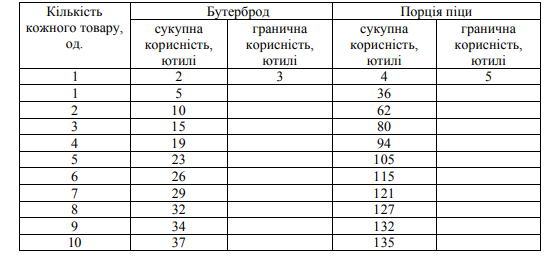 Кількість кожного товару, од. Бутерброд Порція піци
сукупна корисність, ютилі гранична корисність, ютилі сукупна корисність, ютилі гранична корисність, ютилі
1 2 3 4 5
1 5 36
2 10 62
3 15 80
4 19 94
5 23 105
6 26 115
7 29 121
8 32 127
9 34 132
10 37 135